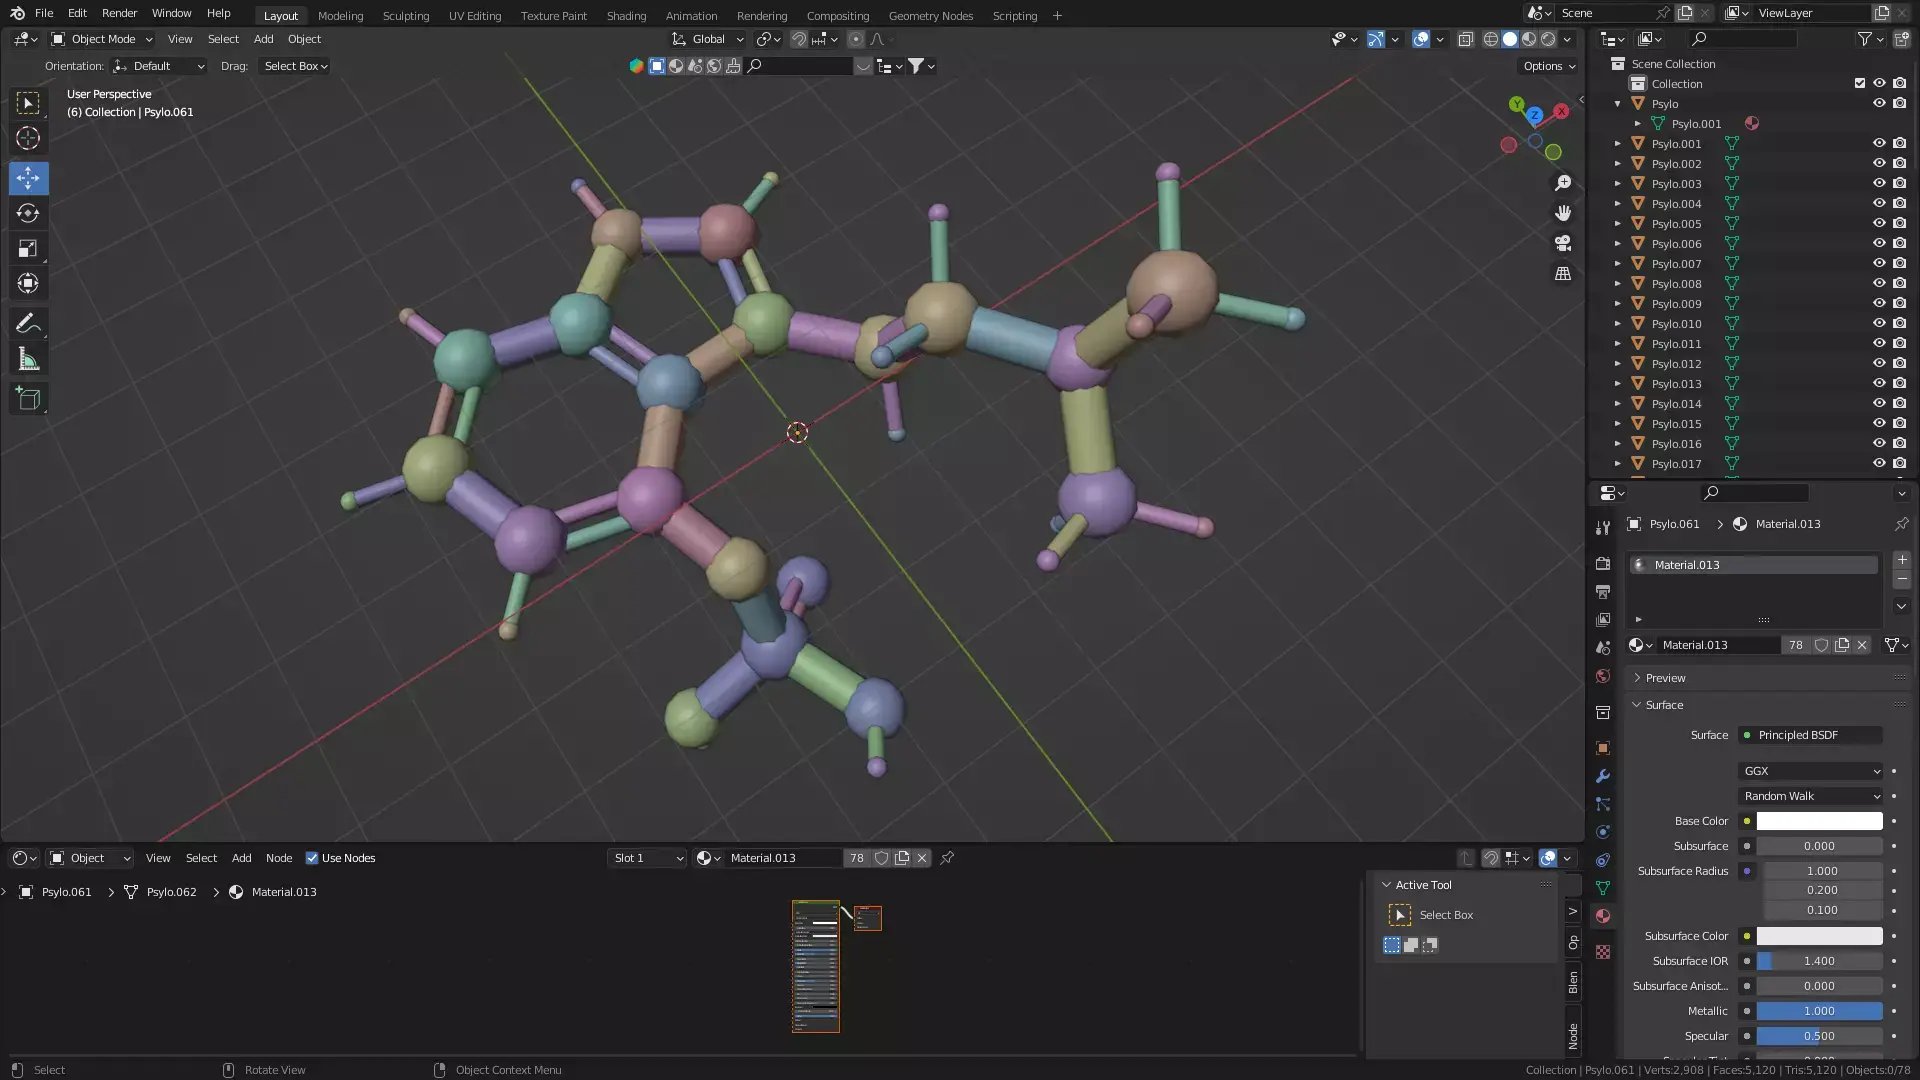 File Edit Render Window Help Layout Modeling Sculpting UV Editing Texture Paint Shading Animation Rendering Compositing Geometry Nodes Scripting + Scene ViewLayer
Object Mode View Select Add Object Global
Orientation: Default Drag: Select Box Options
User Perspective
(6) Collection | Psylo.061
Y
Z
X
Scene Collection
Collection
Psylo
Psylo.001
Psylo.001
Psylo.002
Psylo.003
Psylo.004
Psylo.005
Psylo.006
Psylo.007
Psylo.008
Psylo.009
Psylo.010
Psylo.011
Psylo.012
Psylo.013
Psylo.014
Psylo.015
Psylo.016
Psylo.017
Psylo.061 > Material.013
Material.013
Material.013 78
Preview
Surface
Surface Principled BSDF
GGX
Random Walk
Base Color
Subsurface 0.000
Subsurface Radius 1.000
0.200
0.100
Subsurface Color
Subsurface IOR 1.400
Subsurface Anisot... 0.000
Metallic 1.000
Specular 0.500
Object View Select Add Node Use Nodes Slot 1 Material.013 78
Psylo.061 > Psylo.062 > Material.013
Active Tool
Select Box
V
Op
Blen
Node
Select Rotate View Object Context Menu Collection | Psylo.061 | Verts:2,908 | Faces:5,120 | Tris:5,120 | Objects:0/78